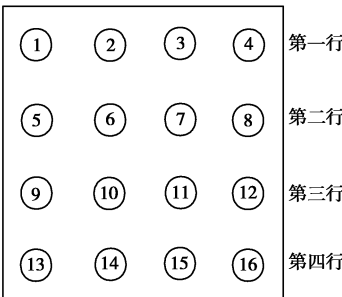 ① ② ③ ④ 第一行
⑤ ⑥ ⑦ ⑧ 第二行
⑨ ⑩ ⑪ ⑫ 第三行
⑬ ⑭ ⑮ ⑯ 第四行